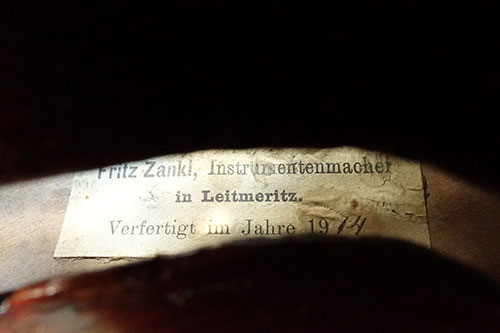 Fritz Zankl, Instrumentenmacher
in Leitmeritz.
Verfertigt im Jahre 1914